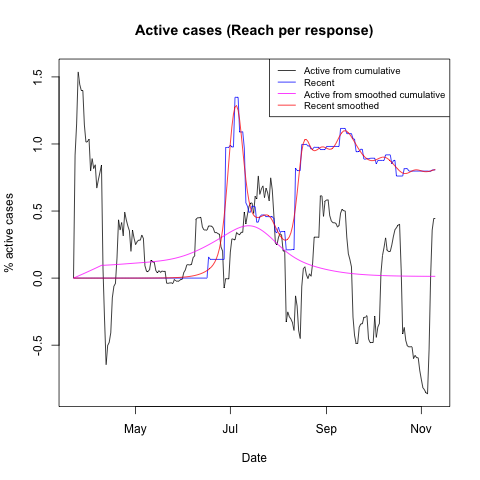 Active cases (Reach per response)
Active from cumulative
Recent
Active from smoothed cumulative
Recent smoothed
% active cases
1.5
1.0
0.5
0.0
-0.5
May
Jul
Sep
Nov
Date